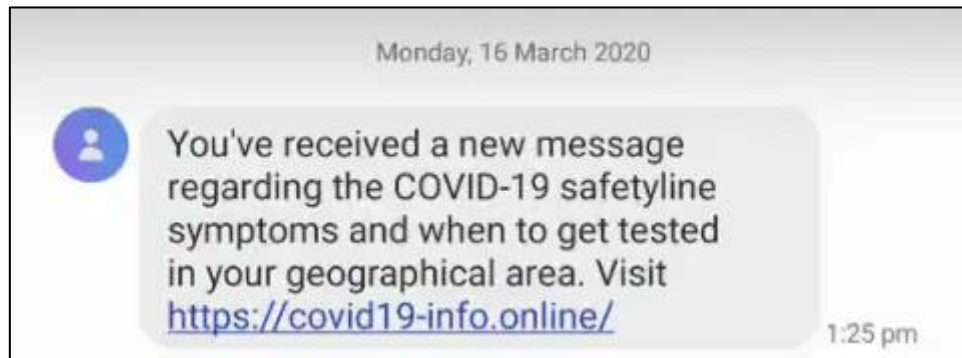 Monday, 16 March 2020
You've received a new message
regarding the COVID-19 safetyline
symptoms and when to get tested
in your geographical area. Visit
https://covid19-info.online/
1:25 pm